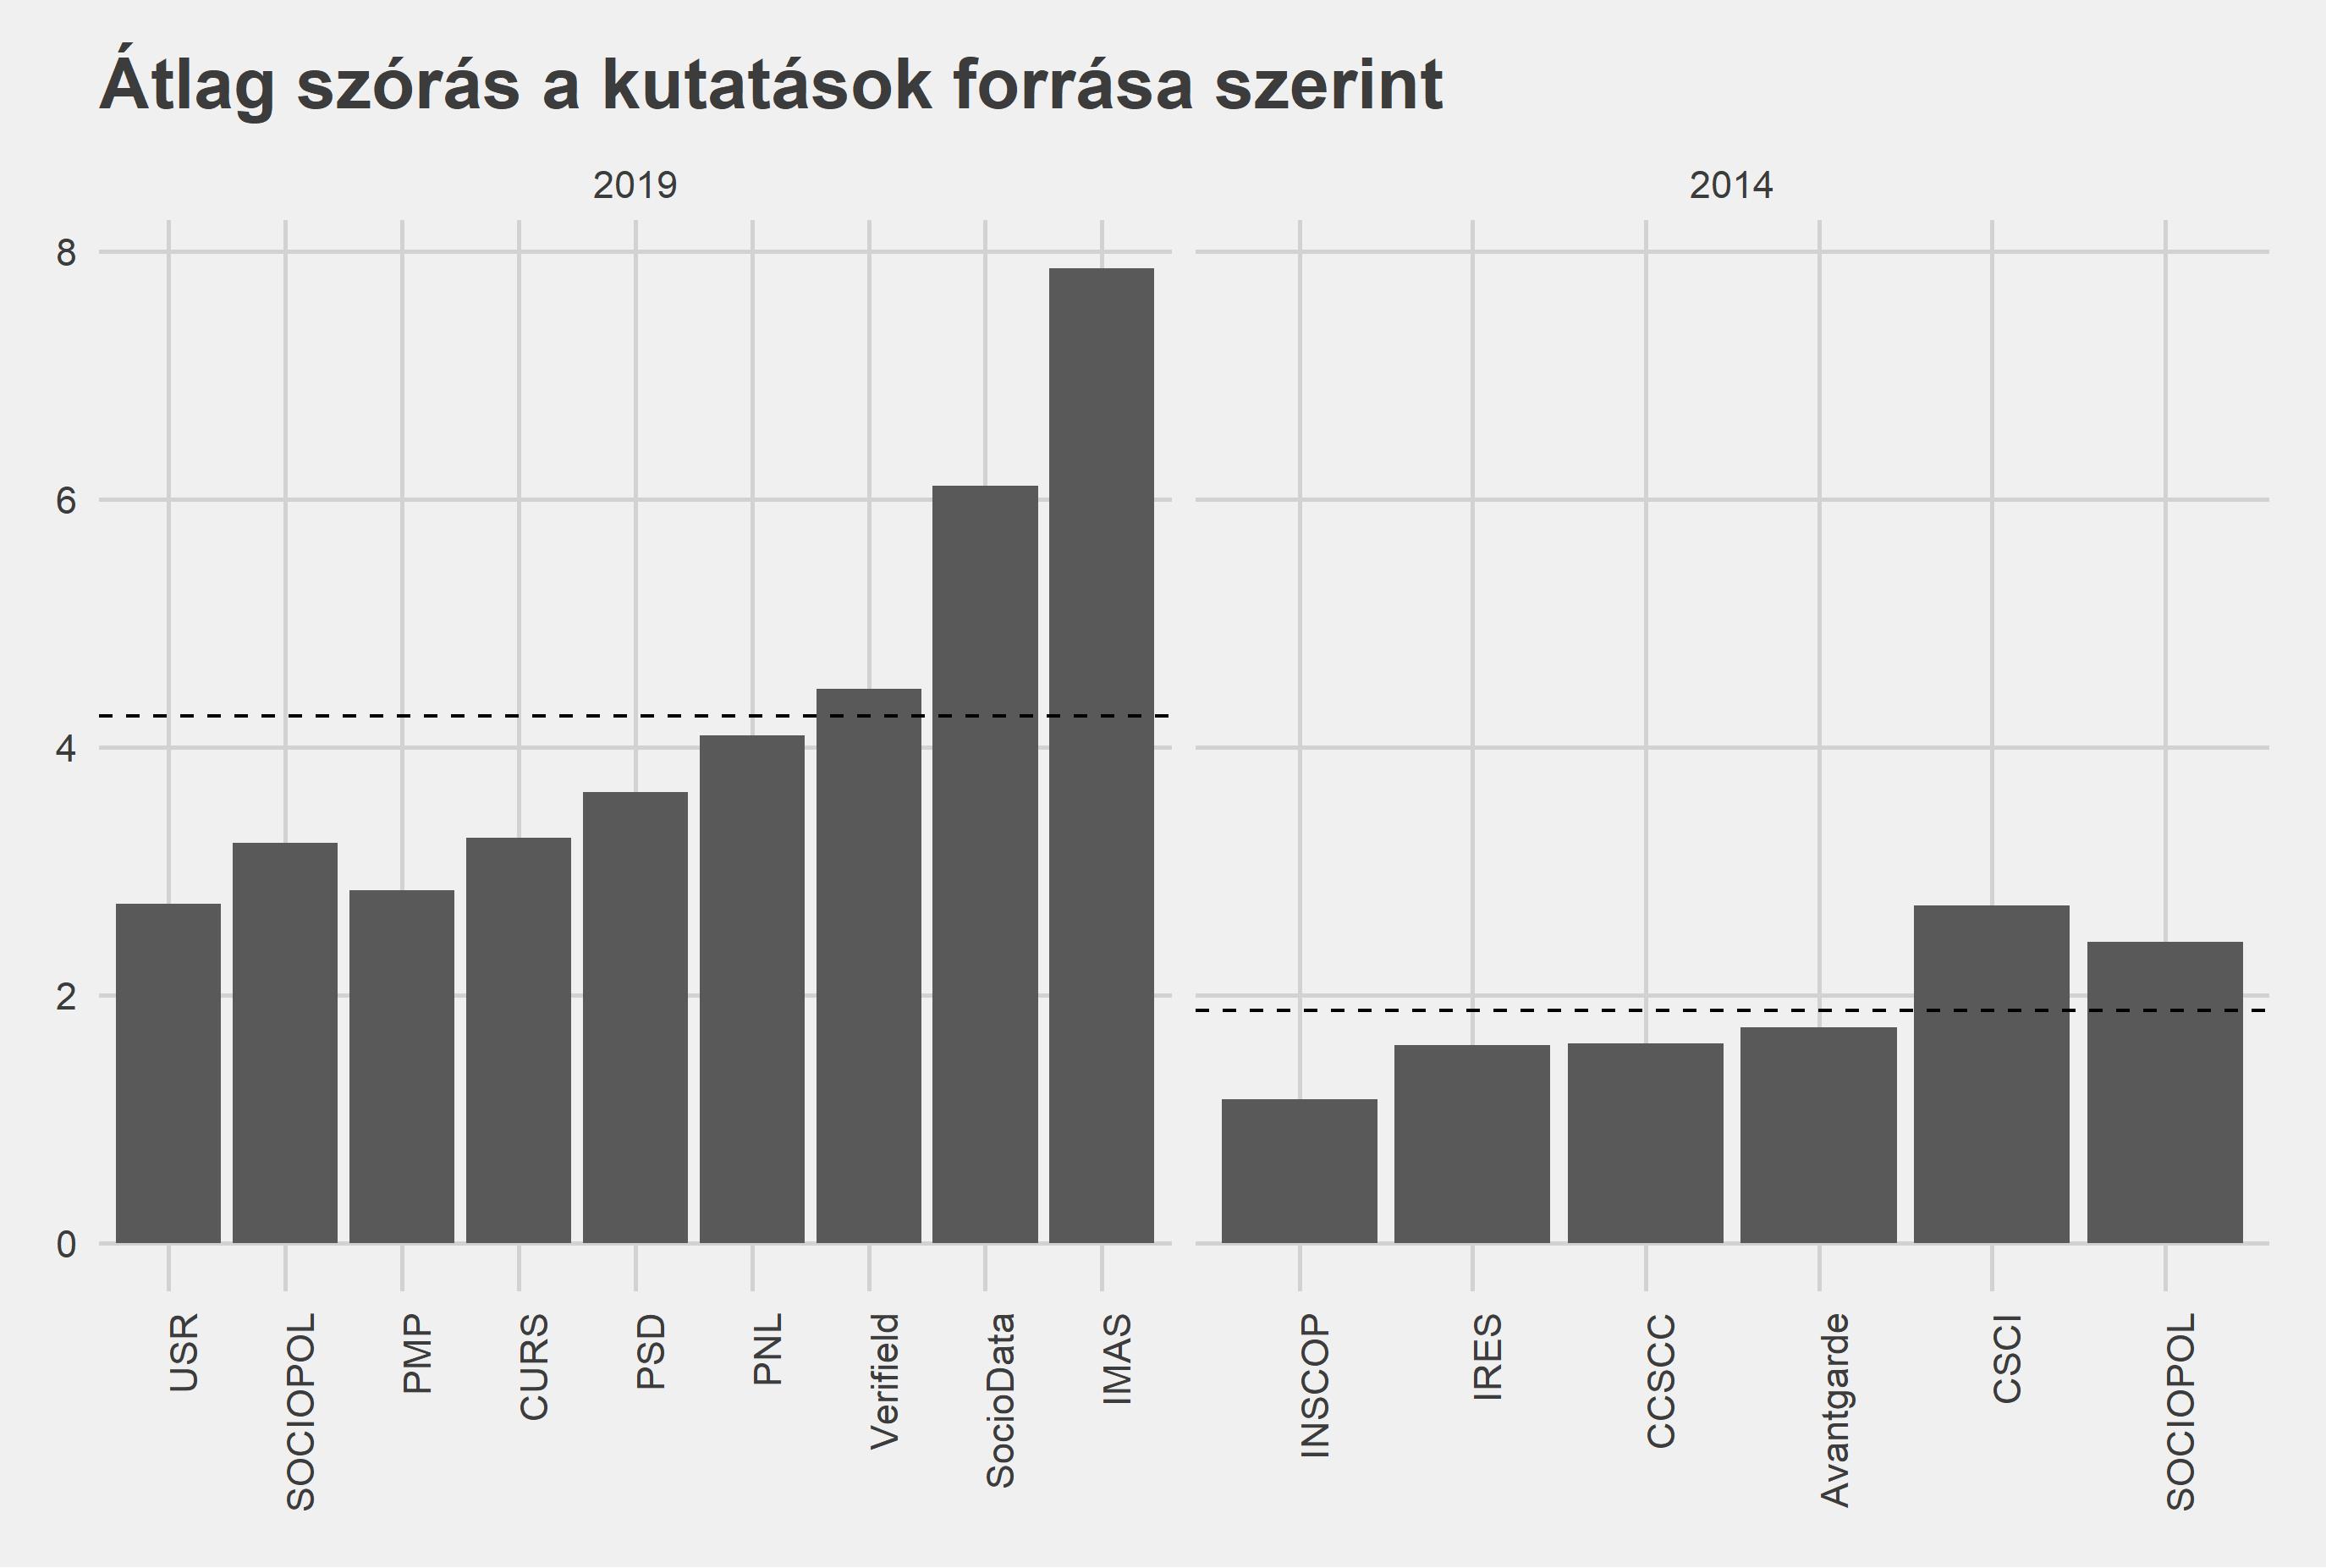 Átlag szórás a kutatások forrása szerint
2019
2014
8
6
4
2
0
USR
SOCIOPOL
PMP
CURS
PSD
PNL
Verifield
SocioData
IMAS
INSCOP
IRES
CCSCC
Avantgarde
CSCI
SOCIOPOL